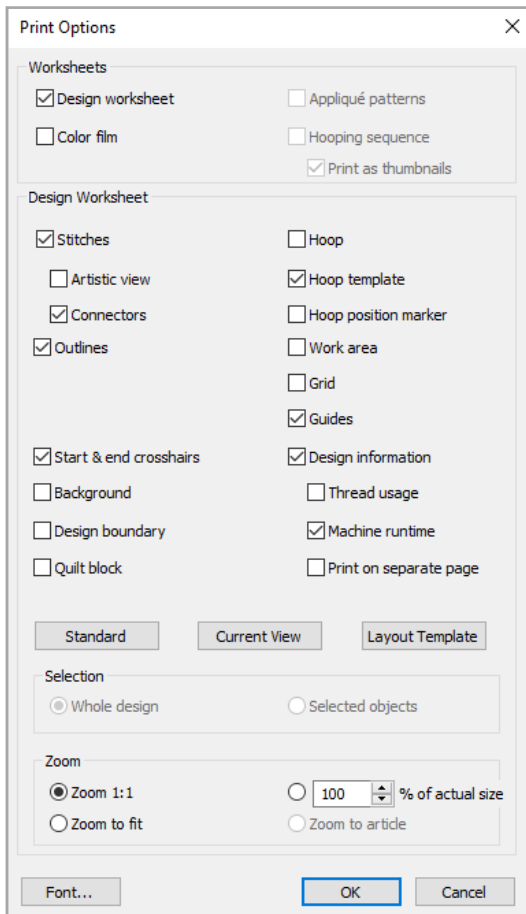 Print Options
Worksheets
Design worksheet
Appliqué patterns
Color film
Hooping sequence
Print as thumbnails
Design Worksheet
Stitches
Hoop
Artistic view
Hoop template
Connectors
Hoop position marker
Outlines
Work area
Grid
Guides
Start & end crosshairs
Design information
Background
Thread usage
Design boundary
Machine runtime
Quilt block
Print on separate page
Standard
Current View
Layout Template
Selection
Whole design
Selected objects
Zoom
Zoom 1:1
100 % of actual size
Zoom to fit
Zoom to article
Font...
OK
Cancel